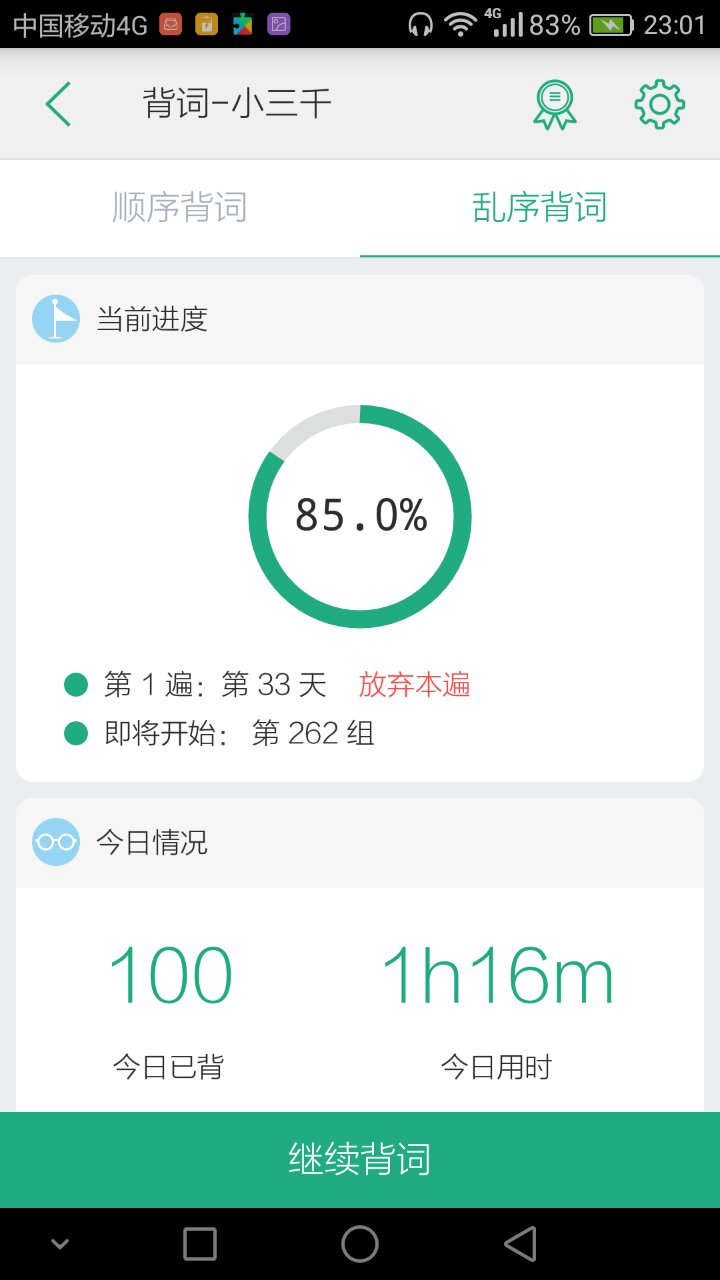 中国移动4G 4G 83% 23:01
背词-小三千
顺序背词 乱序背词
当前进度
85.0%
第 1 遍: 第 33 天 放弃本遍
即将开始: 第 262 组
今日情况
100 1h16m
今日已背 今日用时
继续背词